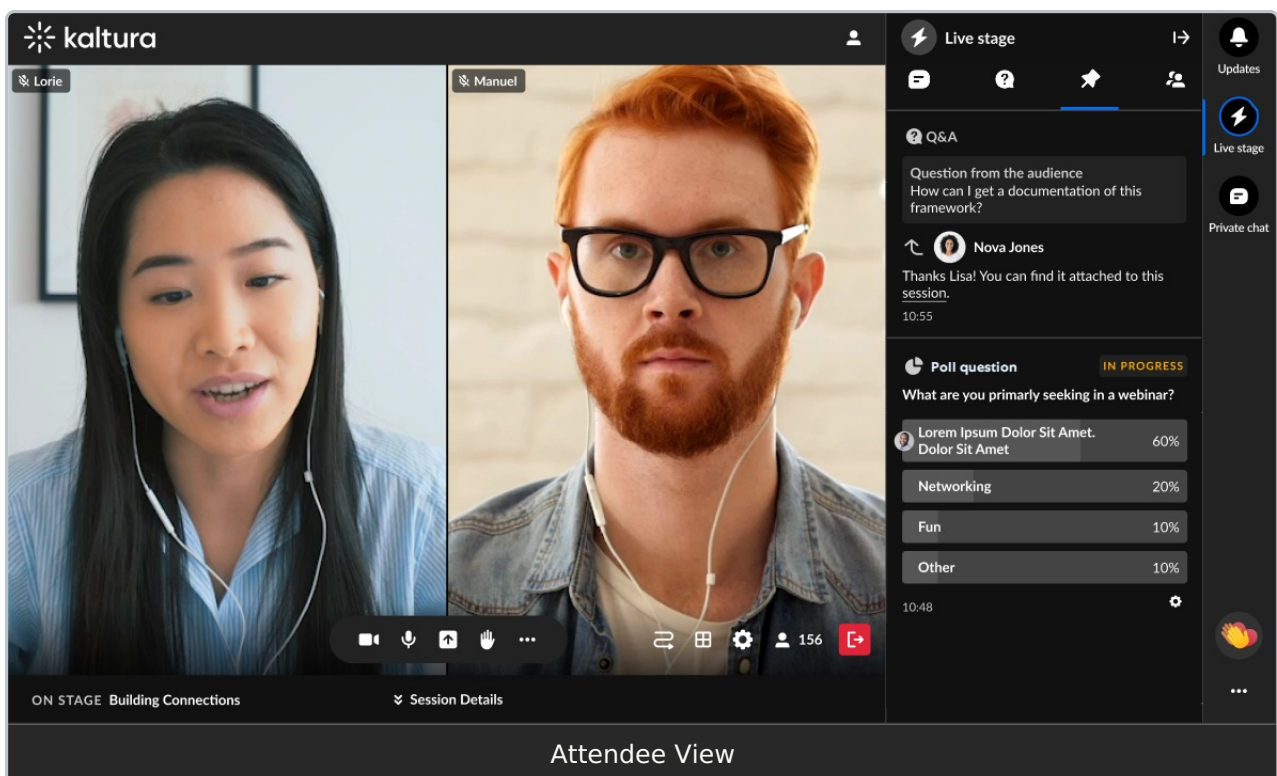 kaltura
Lorie
Manuel
ON STAGE Building Connections
Session Details
156
Live stage
Q&A
Question from the audience
How can I get a documentation of this
framework?
Nova Jones
Thanks Lisa! You can find it attached to this
session.
10:55
Poll question IN PROGRESS
What are you primarly seeking in a webinar?
Lorem Ipsum Dolor Sit Amet.
Dolor Sit Amet 60%
Networking 20%
Fun 10%
Other 10%
10:48
Updates
Live stage
Private chat
Attendee View